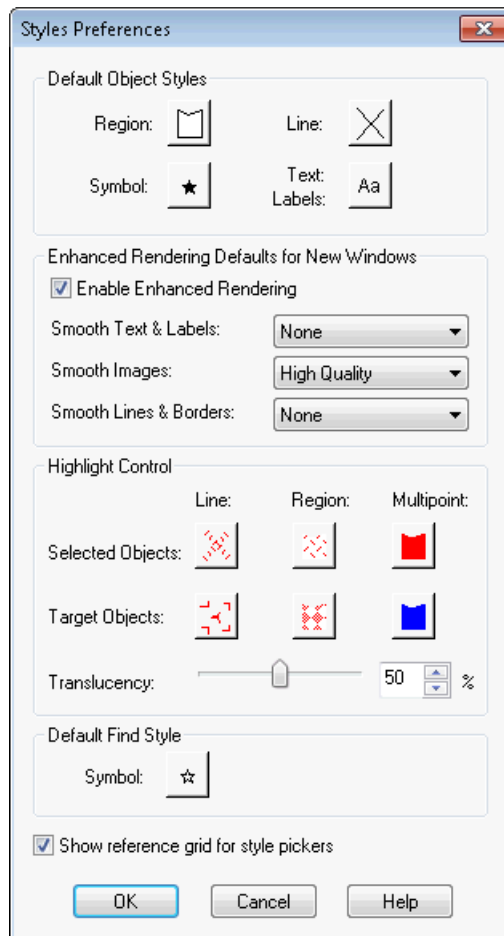 Styles Preferences
Default Object Styles
Region:
Line:
Symbol:
Text:
Labels:
Aa
Enhanced Rendering Defaults for New Windows
Enable Enhanced Rendering
Smooth Text & Labels:
None
Smooth Images:
High Quality
Smooth Lines & Borders:
None
Highlight Control
Line:
Region:
Multipoint:
Selected Objects:
Target Objects:
Translucency:
50
%
Default Find Style
Symbol:
Show reference grid for style pickers
OK
Cancel
Help